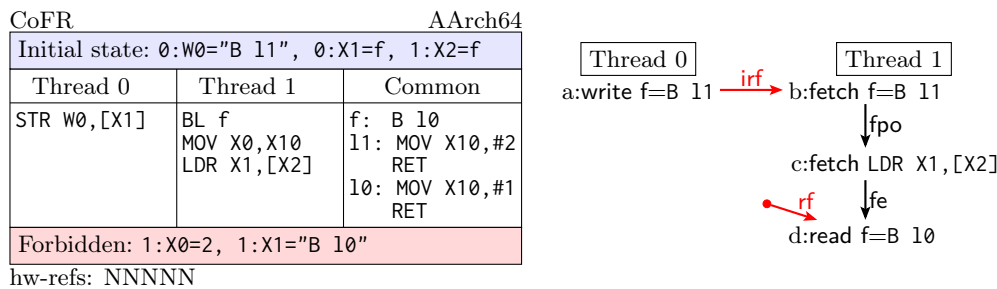 CoFR AArch64
Initial state: 0:W0="B l1", 0:X1=f, 1:X2=f
Thread 0 Thread 1 Common
STR W0,[X1] BL f f: B l0
MOV X0,X10 l1: MOV X10,#2
LDR X1,[X2] RET
l0: MOV X10,#1
RET
Forbidden: 1:X0=2, 1:X1="B l0"
hw-refs: NNNNN
Thread 0 Thread 1
a:write f=B l1 irf b:fetch f=B l1
fpo
c:fetch LDR X1,[X2]
rf fe
d:read f=B l0